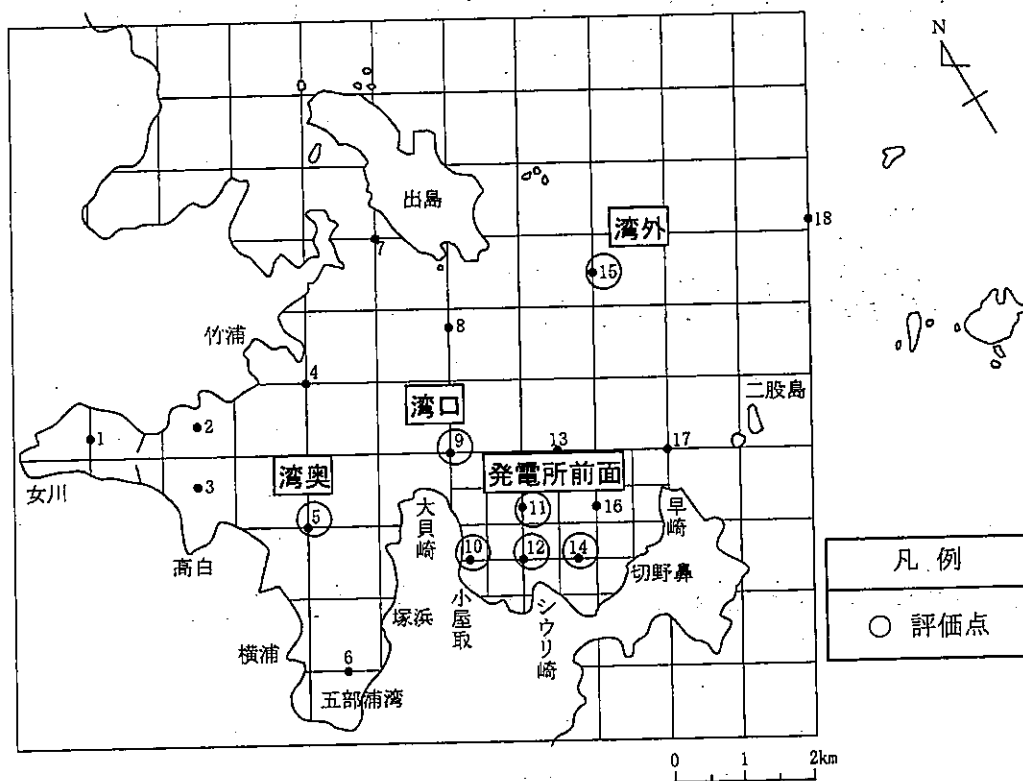 N
出島
湾外
18
15
7
8
竹浦
4
湾口
二股島
1
2
9
13
17
湾奥
発電所前面
女川
3
大貝崎
11
16
早崎
5
高白
10
12
14
切野鼻
凡例
塚浜
小屋取
シウリ崎
○ 評価点
横浦
6
五部浦湾
0 1 2km